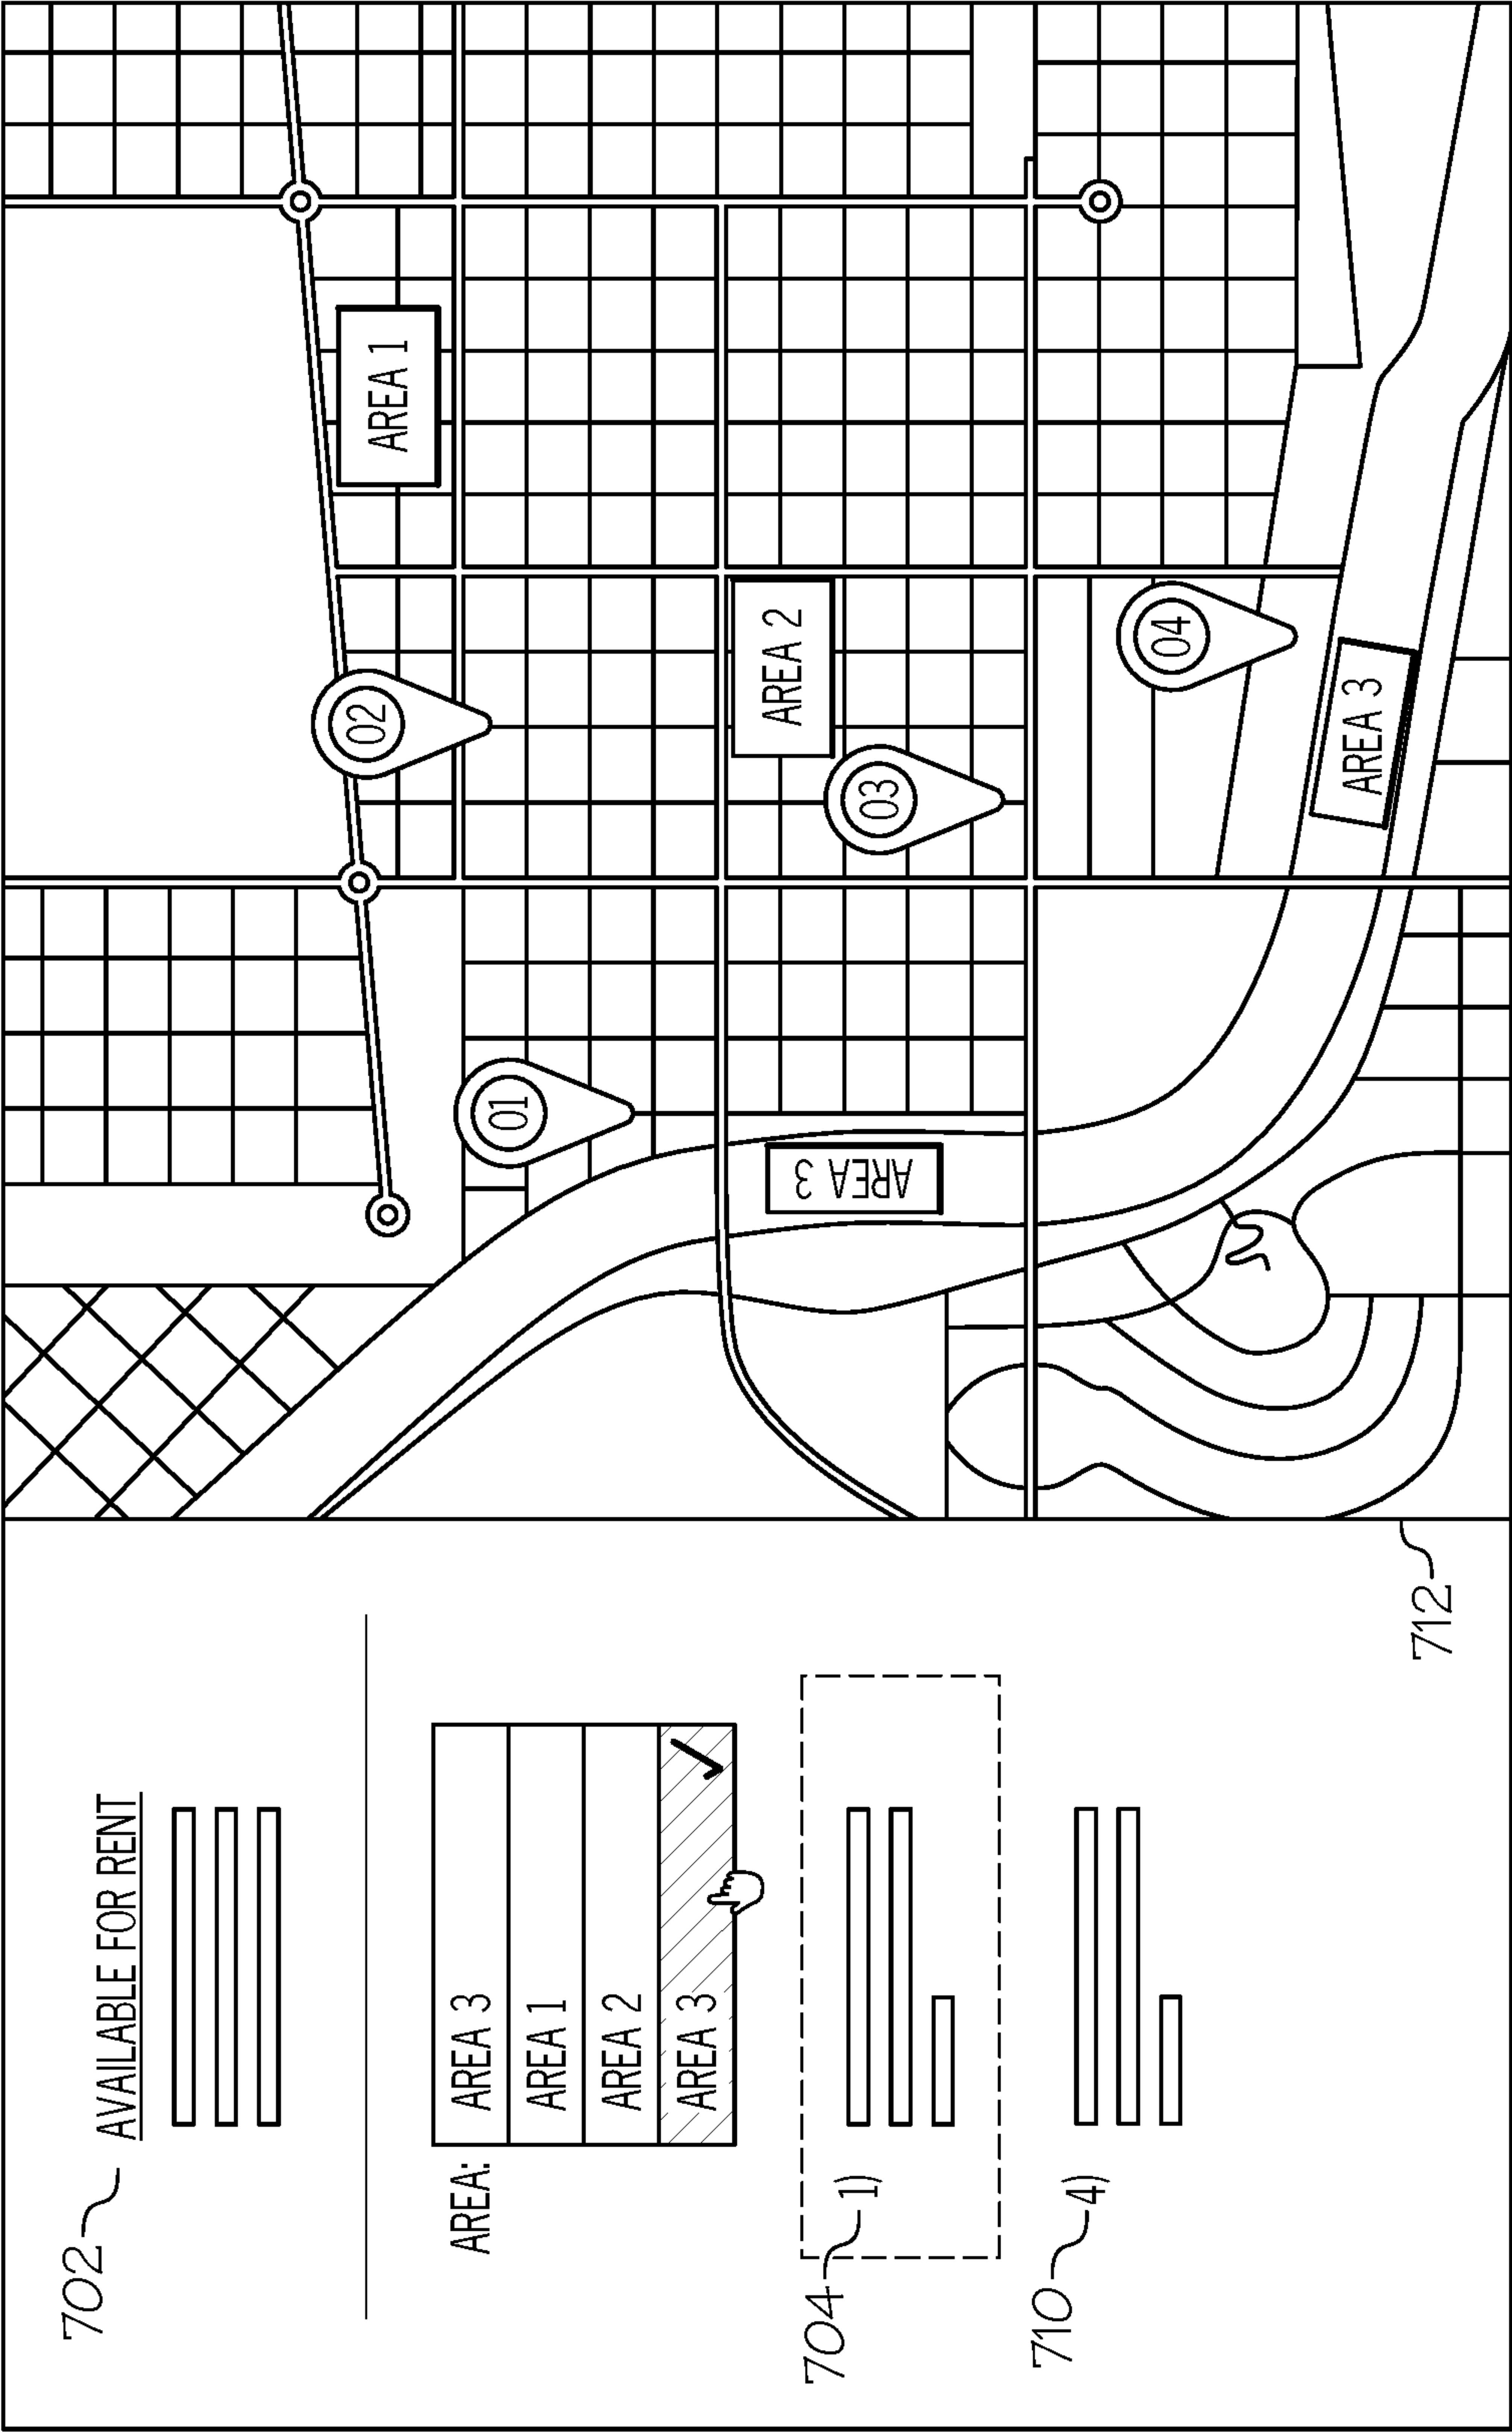 702
AVAILABLE FOR RENT
AREA:
AREA 3
AREA 1
AREA 2
AREA 3
704
1)
710
4)
712
AREA 1
02
01
AREA 2
03
AREA 3
04
AREA 3